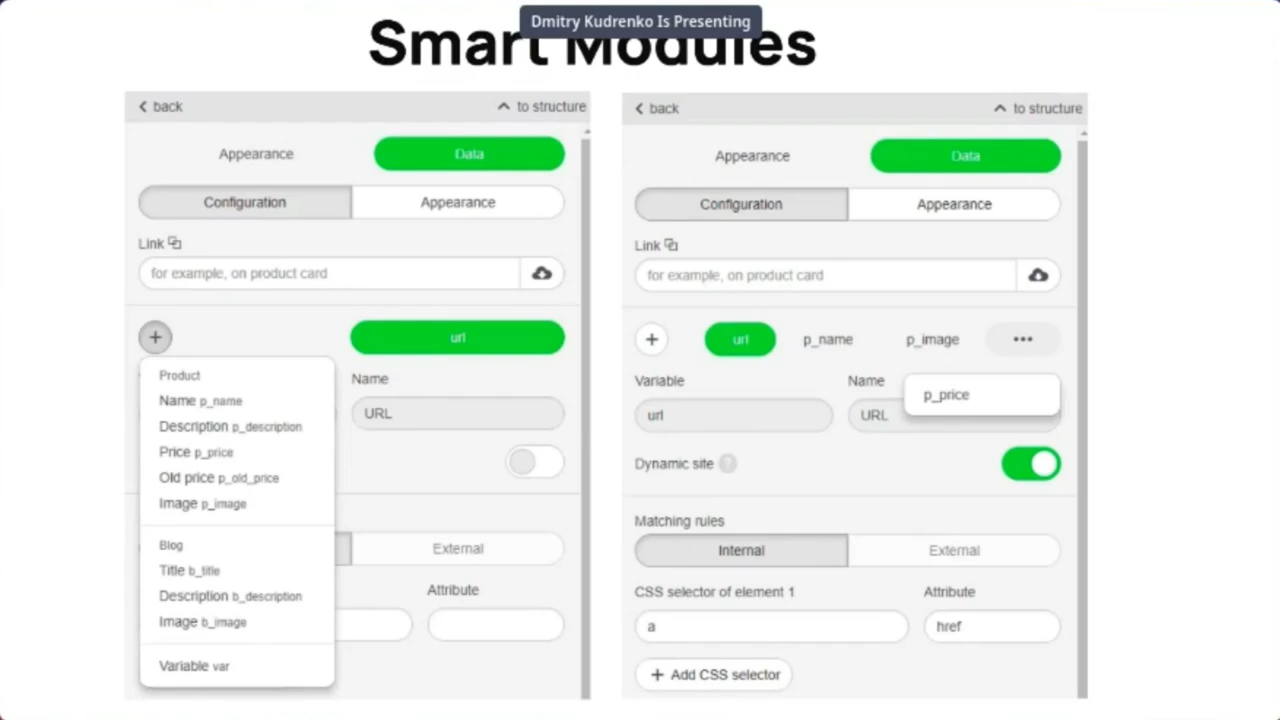 Dmitry Kudrenko Is Presenting
Smart Modules
back
to structure
Appearance
Data
Configuration
Appearance
Link
for example, on product card
url
Product
Name p_name
Description p_description
Price p_price
Old price p_old_price
Image p_image
Blog
Title b_title
Description b_description
Image b_image
Variable var
Name
URL
External
Attribute
back
to structure
Appearance
Data
Configuration
Appearance
Link
for example, on product card
url
p_name
p_image
•••
p_price
Variable
Name
url
URL
Dynamic site ?
Matching rules
Internal
External
CSS selector of element 1
Attribute
a
href
+ Add CSS selector